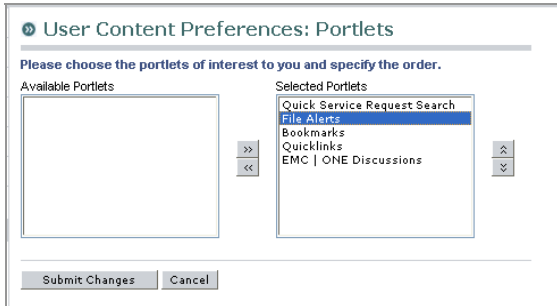 User Content Preferences: Portlets
Please choose the portlets of interest to you and specify the order.
Available Portlets
Selected Portlets
Quick Service Request Search
File Alerts
Bookmarks
Quicklinks
EMC | ONE Discussions
>>
<<
Submit Changes
Cancel